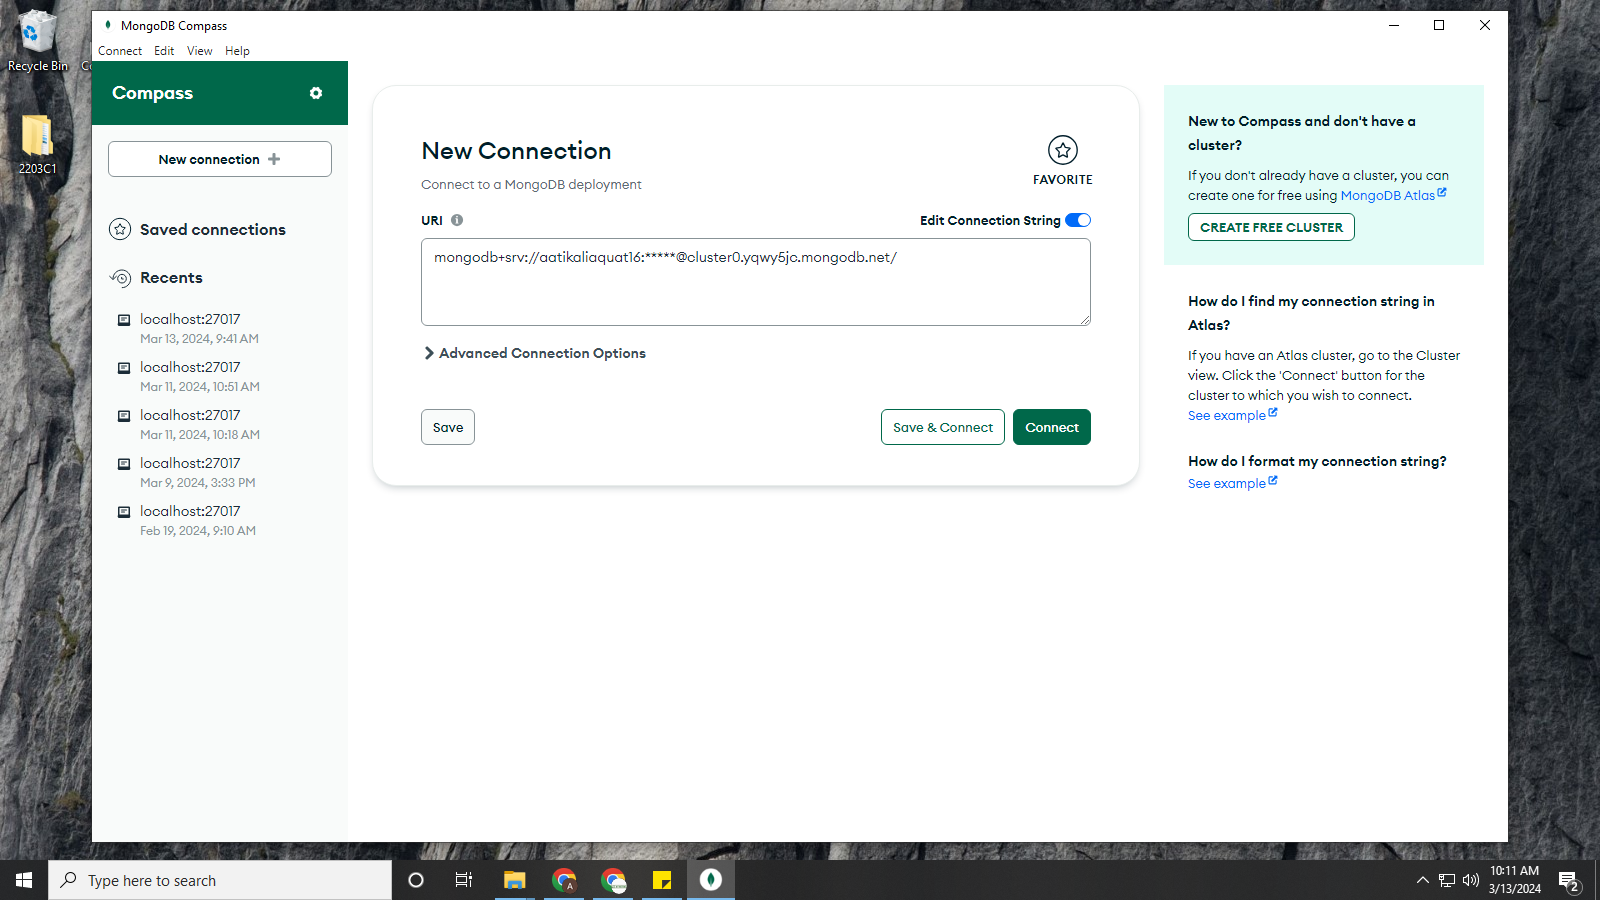 Recycle Bin
2203C1
MongoDB Compass
Connect Edit View Help
Compass
New connection
Saved connections
Recents
localhost:27017
Mar 13, 2024, 9:41 AM
localhost:27017
Mar 11, 2024, 10:51 AM
localhost:27017
Mar 11, 2024, 10:18 AM
localhost:27017
Mar 9, 2024, 3:33 PM
localhost:27017
Feb 19, 2024, 9:10 AM
New Connection
Connect to a MongoDB deployment
FAVORITE
URI
Edit Connection String
mongodb+srv://aatikaliaquat16:*****@cluster0.yqwy5jc.mongodb.net/
Advanced Connection Options
Save
Save & Connect
Connect
New to Compass and don't have a
cluster?
If you don't already have a cluster, you can
create one for free using MongoDB Atlas
CREATE FREE CLUSTER
How do I find my connection string in
Atlas?
If you have an Atlas cluster, go to the Cluster
view. Click the 'Connect' button for the
cluster to which you wish to connect.
See example
How do I format my connection string?
See example
Type here to search
A
10:11 AM
3/13/2024
2